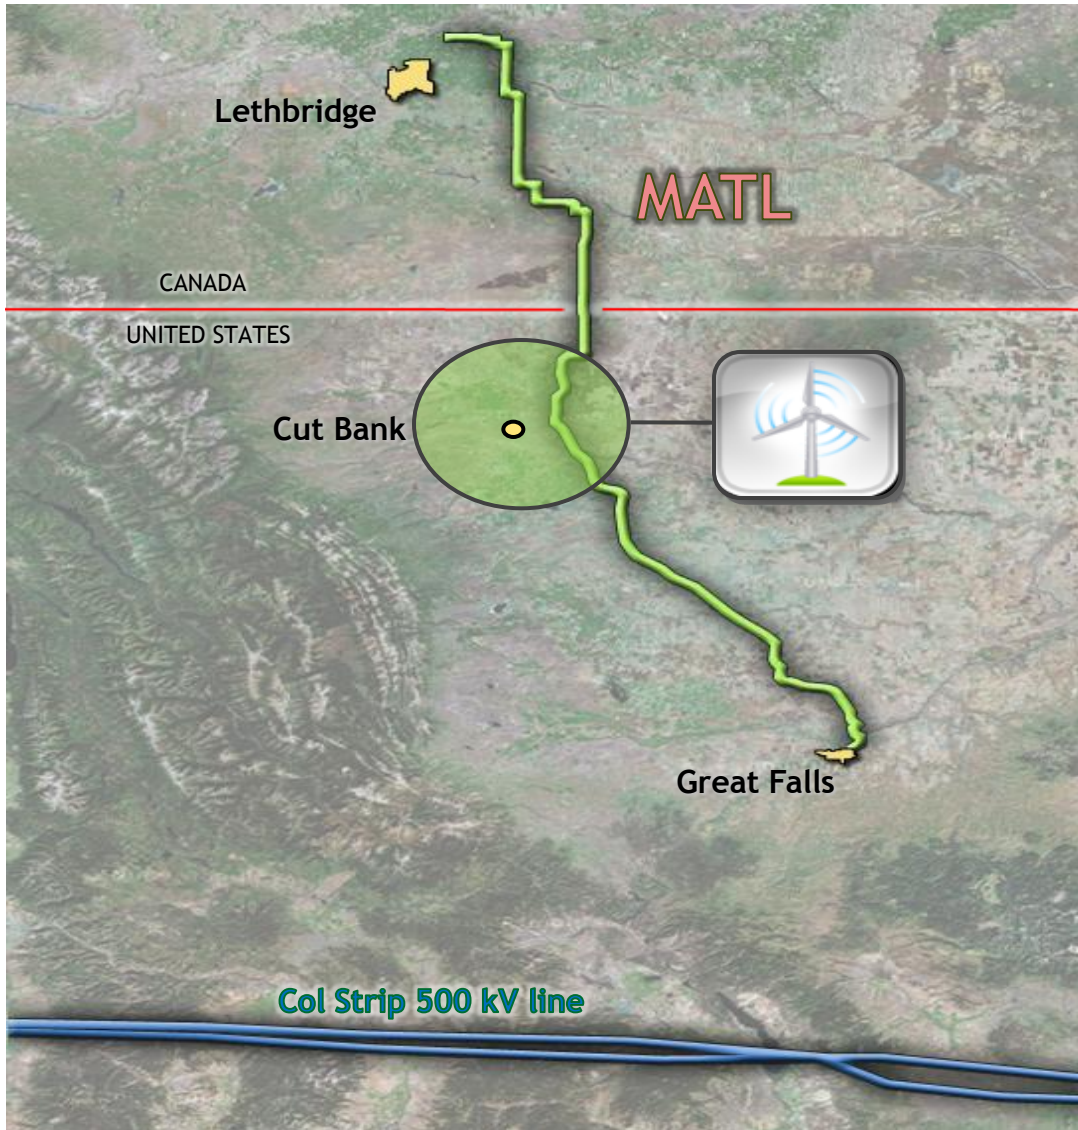 Lethbridge
MATL
CANADA
UNITED STATES
Cut Bank
Great Falls
Col Strip 500 kV line